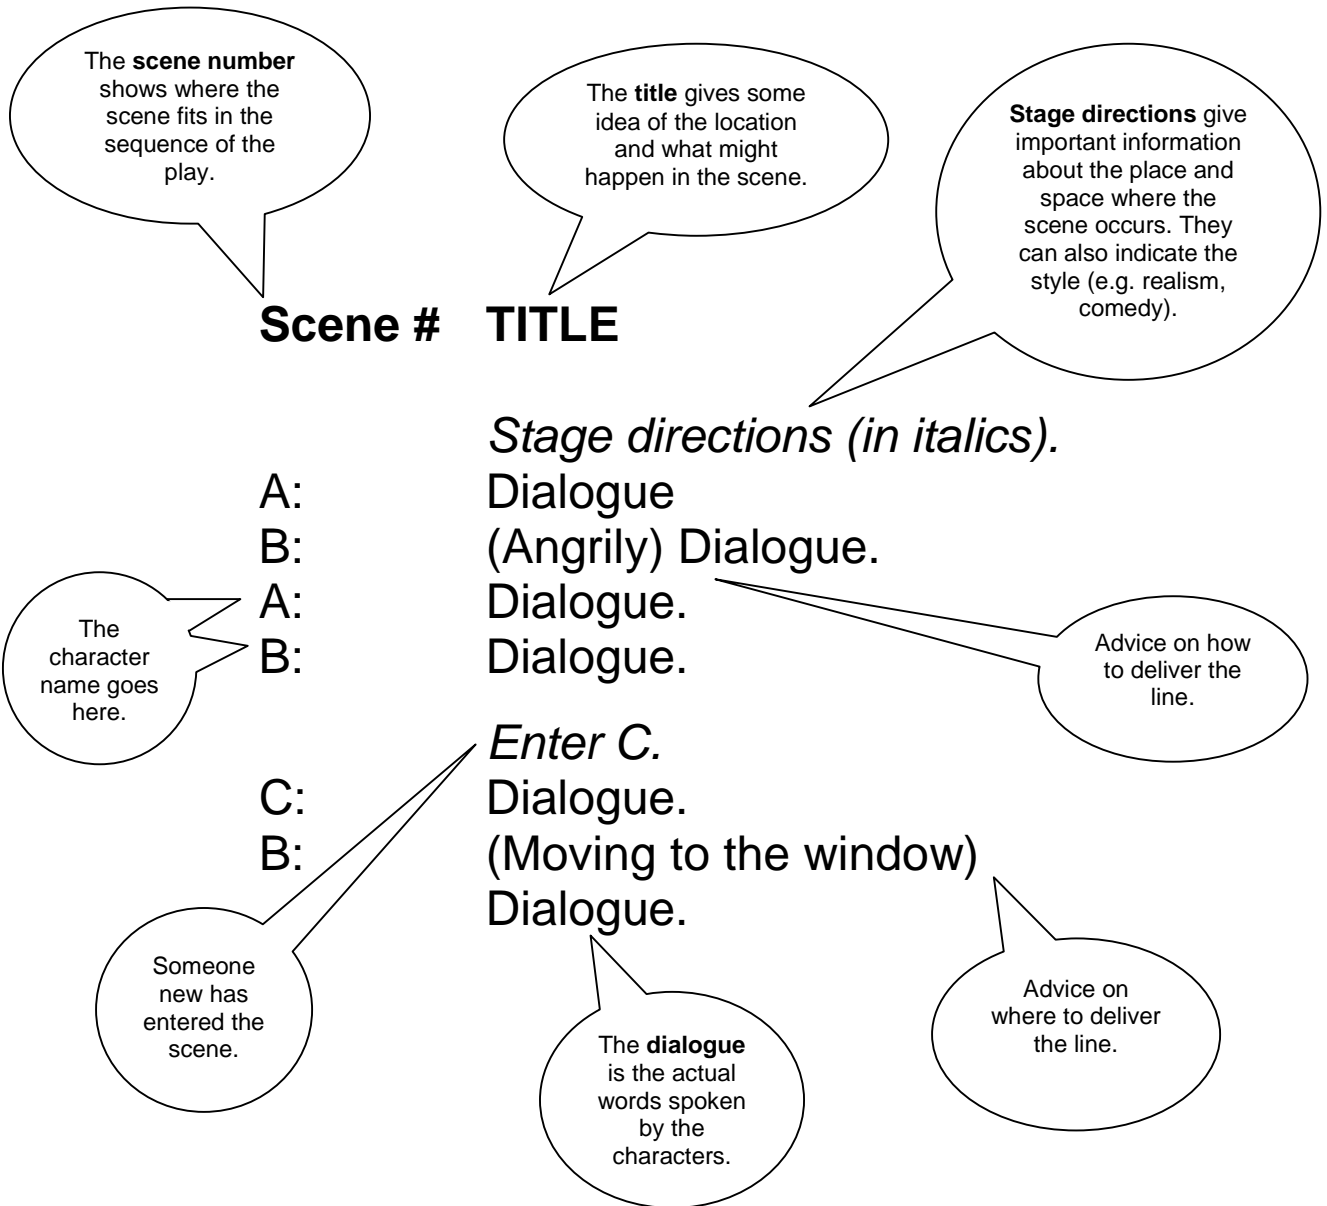 The scene number
shows where the
scene fits in the
sequence of the
play.
The title gives some
idea of the location
and what might
happen in the scene.
Stage directions give
important information
about the place and
space where the
scene occurs. They
can also indicate the
style (e.g. realism,
comedy).
Scene # TITLE
Stage directions (in italics).
A: Dialogue
B: (Angrily) Dialogue.
A: Dialogue.
B: Dialogue.
The
character
name goes
here.
Advice on how
to deliver the
line.
Enter C.
C: Dialogue.
B: (Moving to the window)
Dialogue.
Someone
new has
entered the
scene.
The dialogue
is the actual
words spoken
by the
characters.
Advice on
where to deliver
the line.